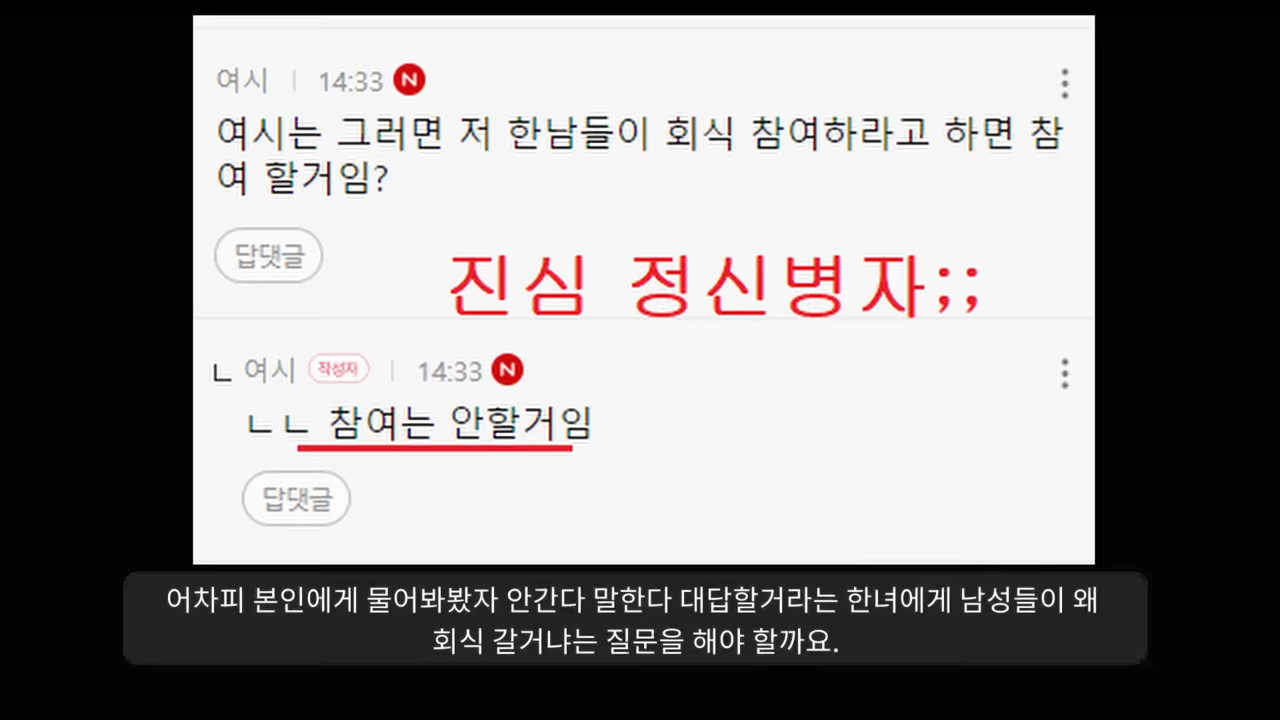 여시 | 14:33 N
여시는 그러면 저 한남들이 회식 참여하라고 하면 참
여 할거임?
답댓글
진심 정신병자;;
ㄴ 여시 작성자 | 14:33 N
ㄴㄴ 참여는 안할거임
답댓글
어차피 본인에게 물어봐봤자 안간다 말한다 대답할거라는 한녀에게 남성들이 왜
회식 갈거냐는 질문을 해야 할까요.